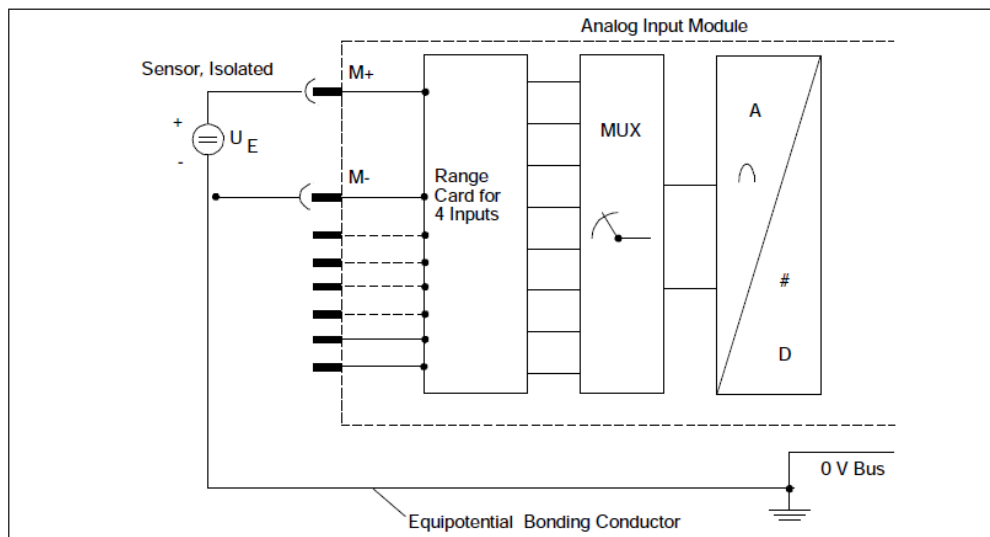 Analog Input Module
Sensor, Isolated
M+
+
U E
-
M-
Range
Card for
4 Inputs
MUX
A
#
D
0 V Bus
Equipotential Bonding Conductor